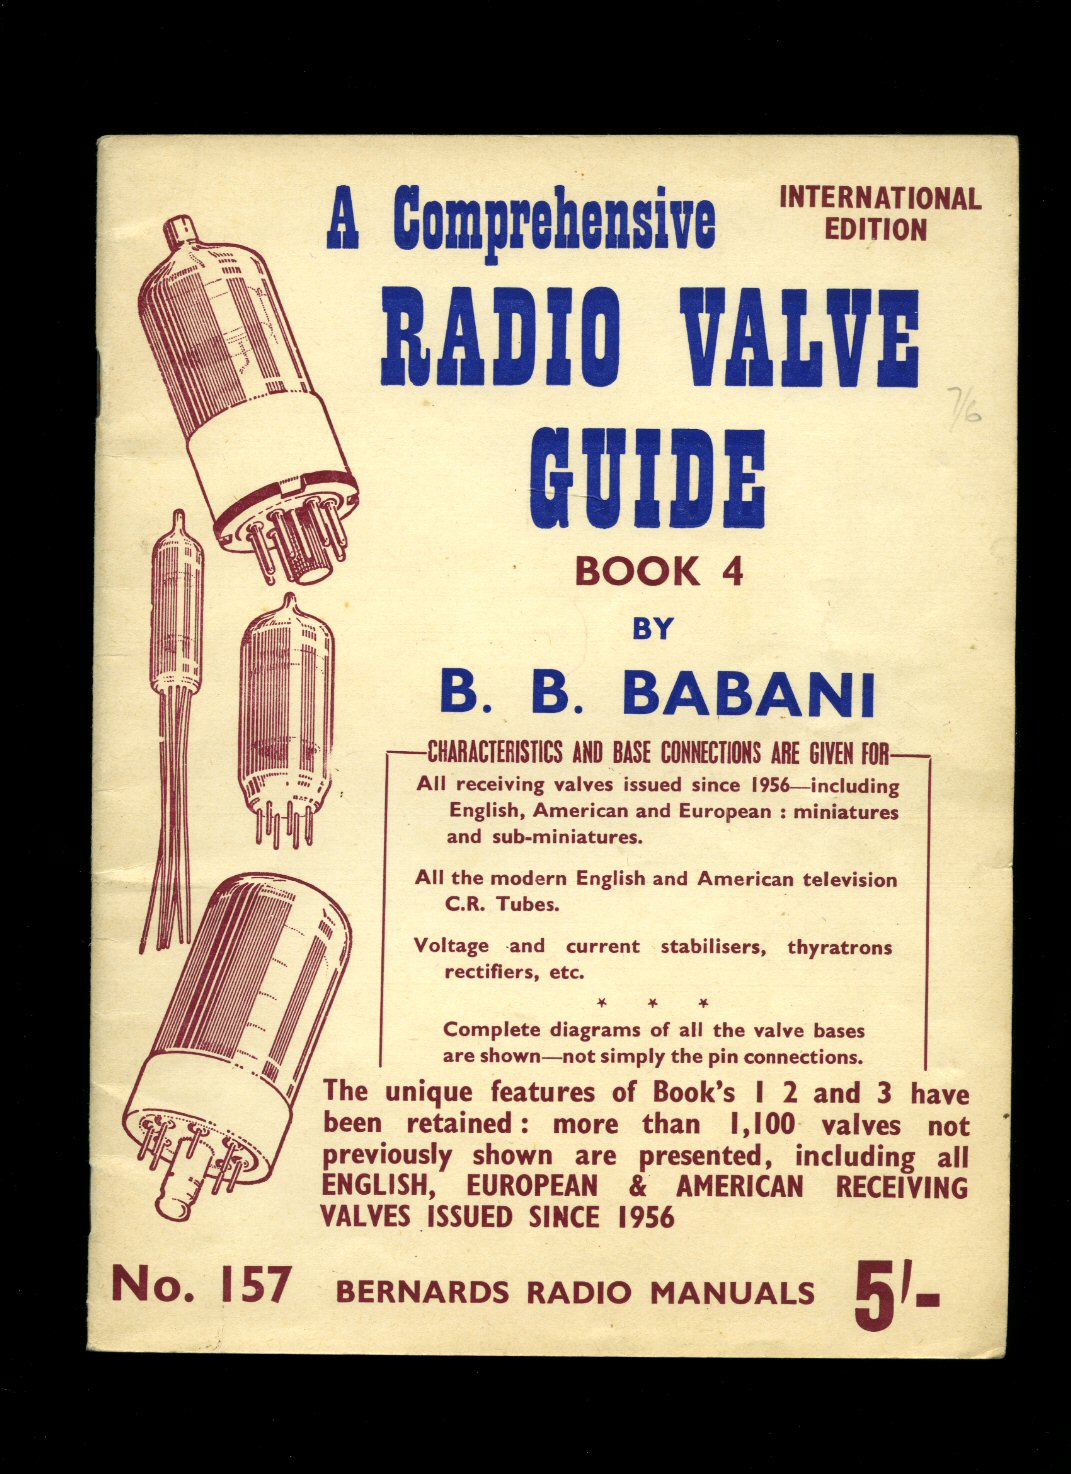 A Comprehensive
INTERNATIONAL
EDITION
RADIO VALVE
GUIDE
7/6
BOOK 4
BY
B. B. BABANI
CHARACTERISTICS AND BASE CONNECTIONS ARE GIVEN FOR
All receiving valves issued since 1956—including
English, American and European : miniatures
and sub-miniatures.
All the modern English and American television
C.R. Tubes.
Voltage and current stabilisers, thyratrons
rectifiers, etc.
* * *
Complete diagrams of all the valve bases
are shown—not simply the pin connections.
The unique features of Book's 1 2 and 3 have
been retained : more than 1,100 valves not
previously shown are presented, including all
ENGLISH, EUROPEAN & AMERICAN RECEIVING
VALVES ISSUED SINCE 1956
No. 157 BERNARDS RADIO MANUALS 5/-